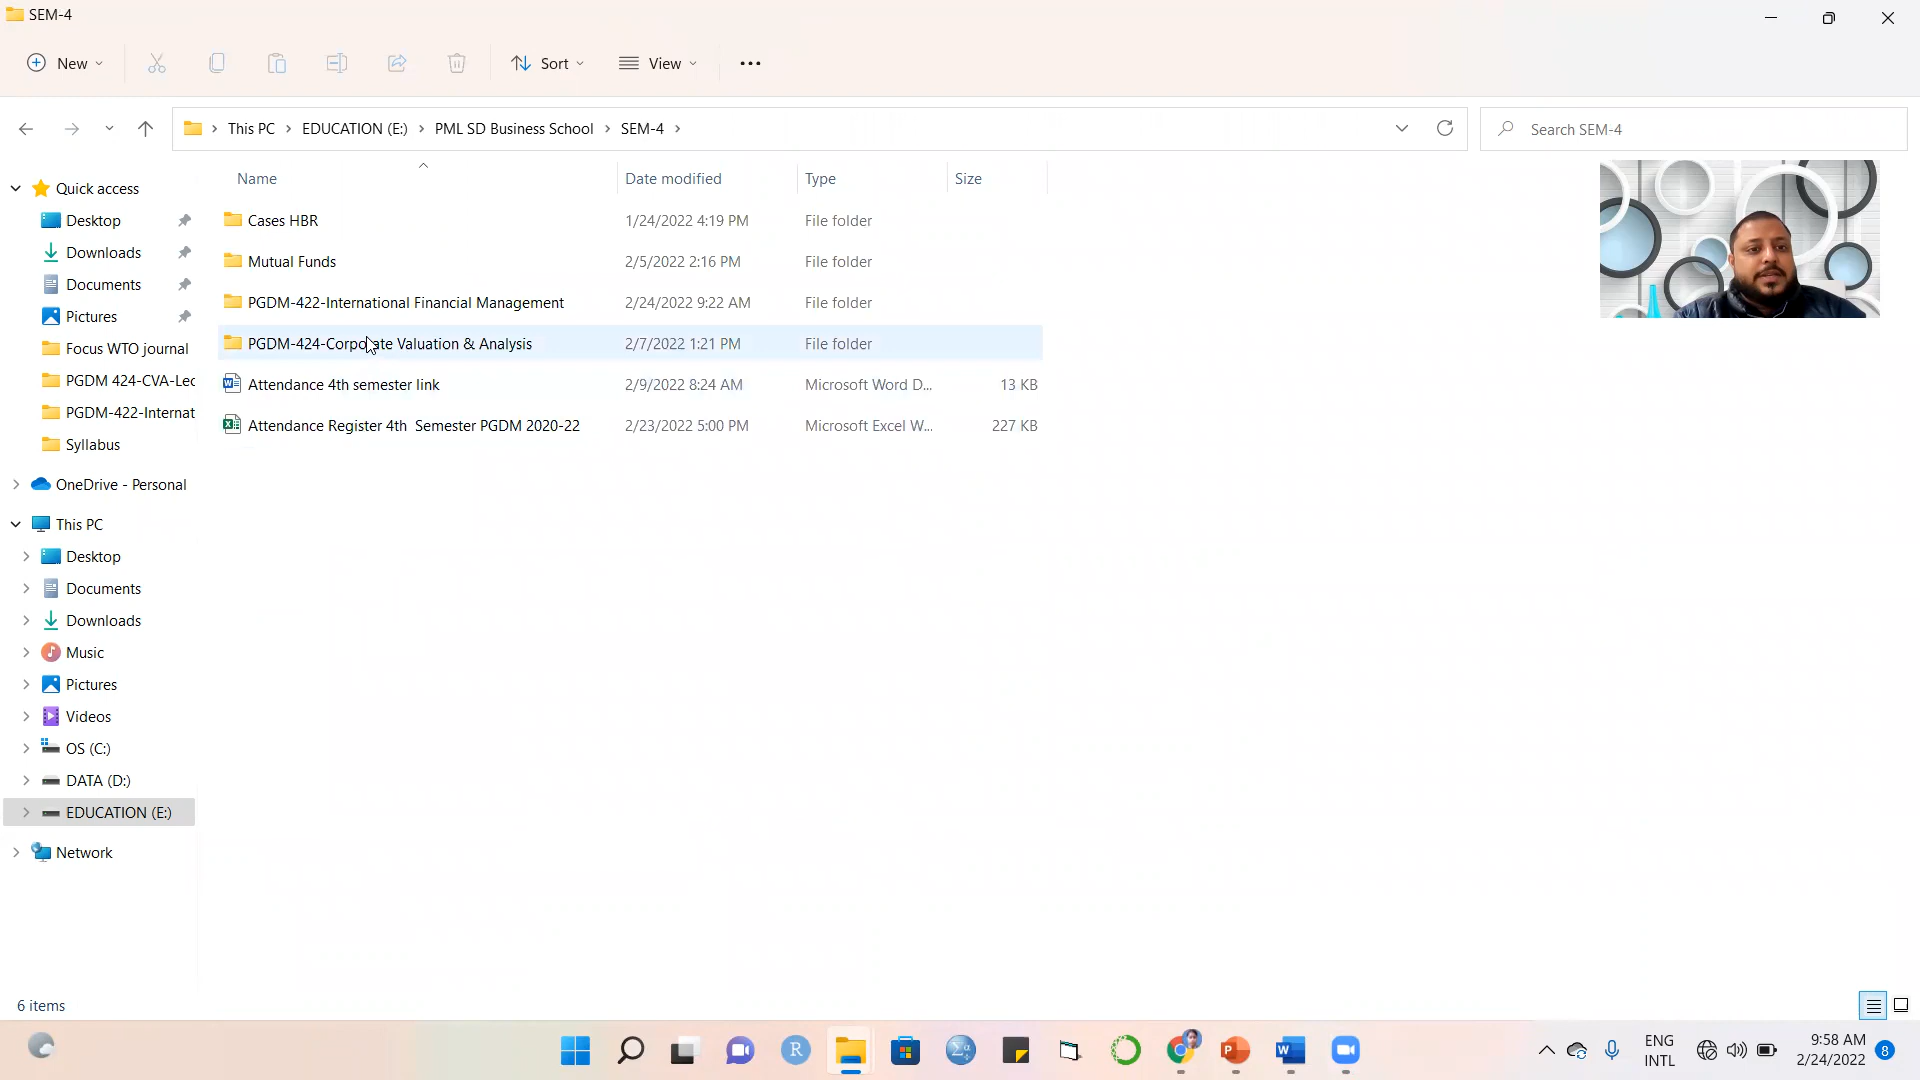 SEM-4
New
Sort
View
This PC
EDUCATION (E:)
PML SD Business School
SEM-4
Search SEM-4
Name
Date modified
Type
Size
Quick access
Desktop
Downloads
Documents
Pictures
Focus WTO journal
PGDM 424-CVA-Lec
PGDM-422-Internat
Syllabus
OneDrive - Personal
This PC
Desktop
Documents
Downloads
Music
Pictures
Videos
OS (C:)
DATA (D:)
EDUCATION (E:)
Network
Cases HBR 1/24/2022 4:19 PM File folder
Mutual Funds 2/5/2022 2:16 PM File folder
PGDM-422-International Financial Management 2/24/2022 9:22 AM File folder
PGDM-424-Corporate Valuation & Analysis 2/7/2022 1:21 PM File folder
Attendance 4th semester link 2/9/2022 8:24 AM Microsoft Word D... 13 KB
Attendance Register 4th Semester PGDM 2020-22 2/23/2022 5:00 PM Microsoft Excel W... 227 KB
6 items
R
Σα
ENG
INTL
9:58 AM
2/24/2022
8